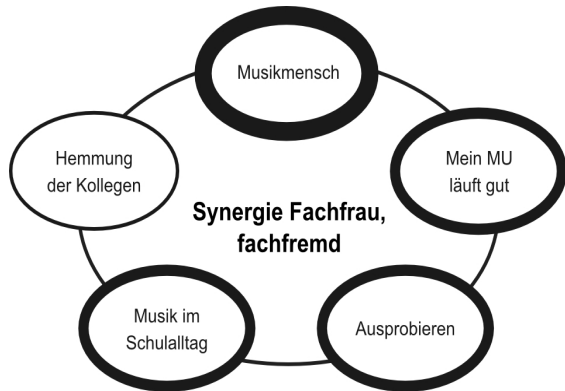 Musikmensch
Hemmung
der Kollegen
Mein MU
läuft gut
Synergie Fachfrau,
fachfremd
Musik im
Schulalltag
Ausprobieren